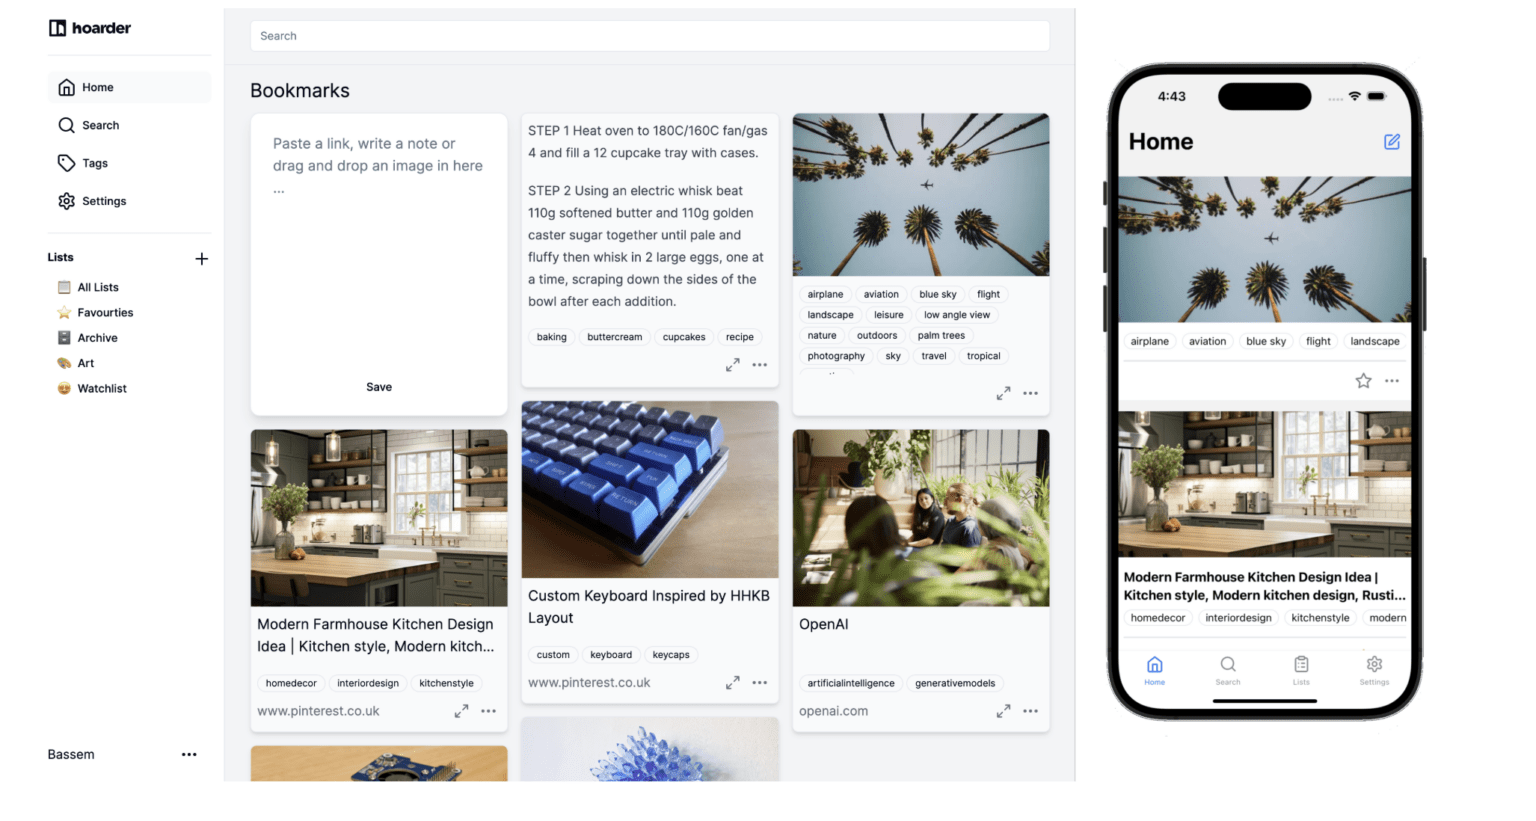 hoarder
Home
Search
Tags
Settings
Lists
All Lists
Favourties
Archive
Art
Watchlist
Bassem
Search
Bookmarks
Paste a link, write a note or
drag and drop an image in here
...
Save
STEP 1 Heat oven to 180C/160C fan/gas
4 and fill a 12 cupcake tray with cases.
STEP 2 Using an electric whisk beat
110g softened butter and 110g golden
caster sugar together until pale and
fluffy then whisk in 2 large eggs, one at
a time, scraping down the sides of the
bowl after each addition.
baking buttercream cupcakes recipe
airplane aviation blue sky flight
landscape leisure low angle view
nature outdoors palm trees
photography sky travel tropical
Modern Farmhouse Kitchen Design
Idea | Kitchen style, Modern kitch...
homedecor interiordesign kitchenstyle
www.pinterest.co.uk
RETURN
SHIFT
FUN
RETURN
Custom Keyboard Inspired by HHKB
Layout
custom keyboard keycaps
www.pinterest.co.uk
OpenAI
artificialintelligence generativemodels
openai.com
4:43
Home
airplane aviation blue sky flight landscape
Modern Farmhouse Kitchen Design Idea |
Kitchen style, Modern kitchen design, Rusti...
homedecor interiordesign kitchenstyle modern
Home Search Lists Settings